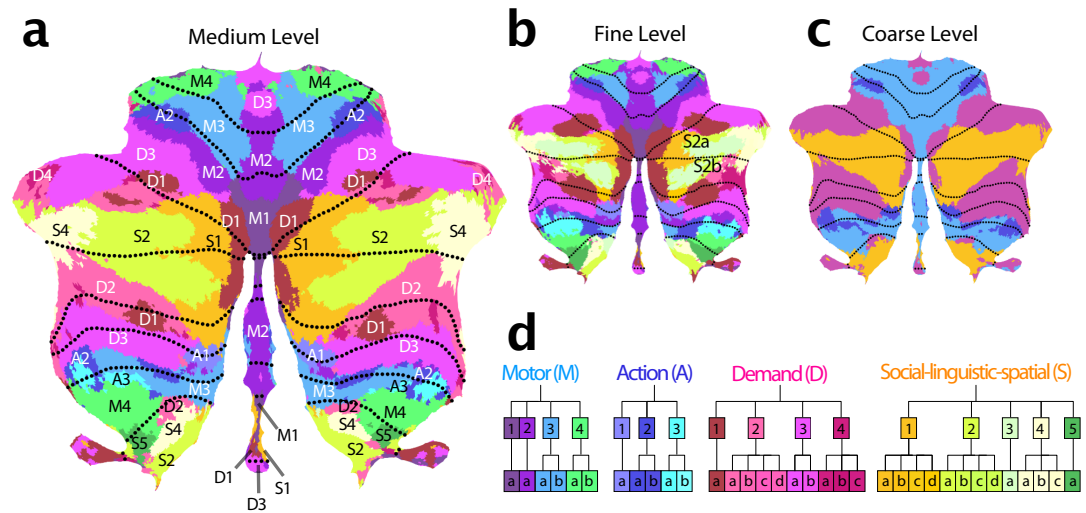 a
Medium Level
M4
M4
D3
A2
M3
M3
A2
D3
M2
D3
M2
M2
D4
D1
D1
D4
D1
M1
D1
S4
S2
S1
S1
S2
S4
D2
D2
D1
M2
D1
D3
A1
A1
D3
A2
A2
A3
M3
M3
A3
M4
D2
D2
M4
S4
S4
S5
S5
S2
S2
M1
D1
S1
D3
b
Fine Level
S2a
S2b
c
Coarse Level
d
Motor (M) Action (A) Demand (D) Social-linguistic-spatial (S)
1 2 3 4 1 2 3 1 2 3 4 1 2 3 4 5
a a a b a b a a b a b a a b c d a b a b c a b c d a b c d a a b c a